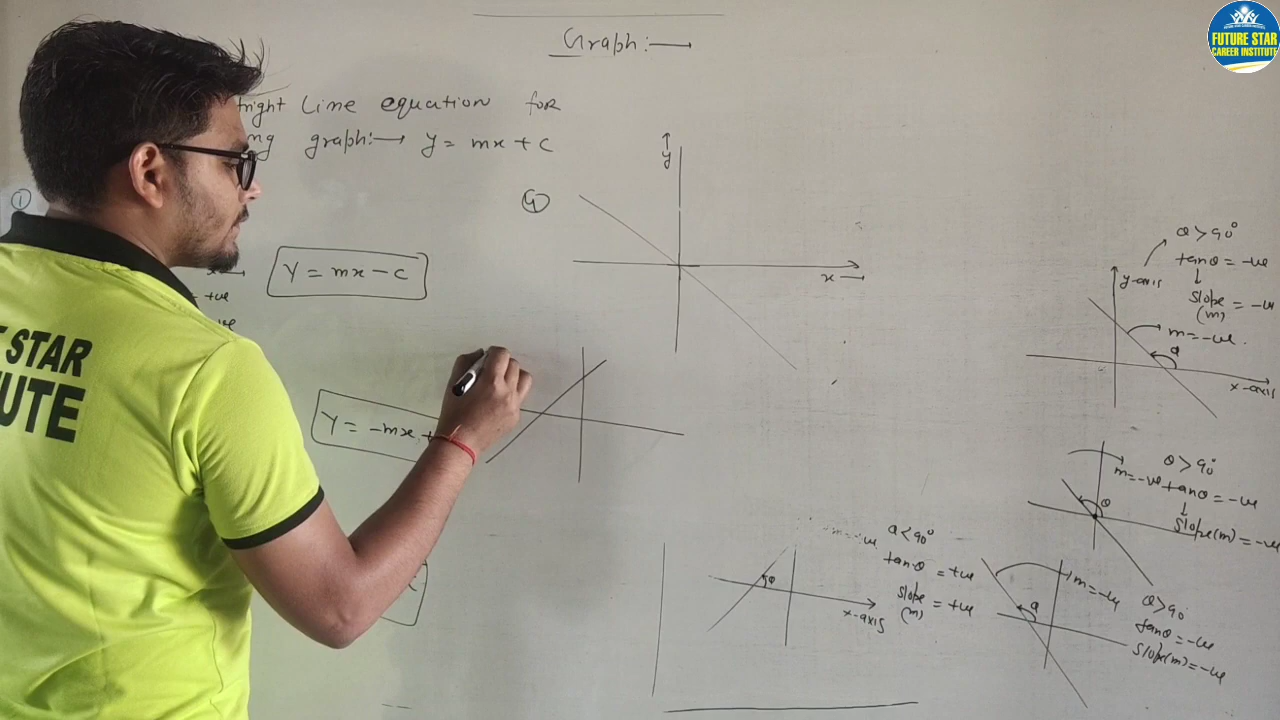 Graph:→
Line equation for
graph:→ y = mx + c
①
④
y
x →
Y = mx - c
= +ve
Y = -mx +
STAR
UTE
FUTURE STAR
CAREER INSTITUTE
θ > 90°
tanθ = -ve
↓
slope = -ve
(m)
y-axis
m = -ve
θ
x-axis
θ > 90°
m = -ve
tanθ = -ve
↓
slope(m) = -ve
θ
θ < 90°
tanθ = +ve
slope = +ve
(m)
θ
x-axis
m = -ve
θ
θ > 90
tanθ = -ve
slope(m) = -ve